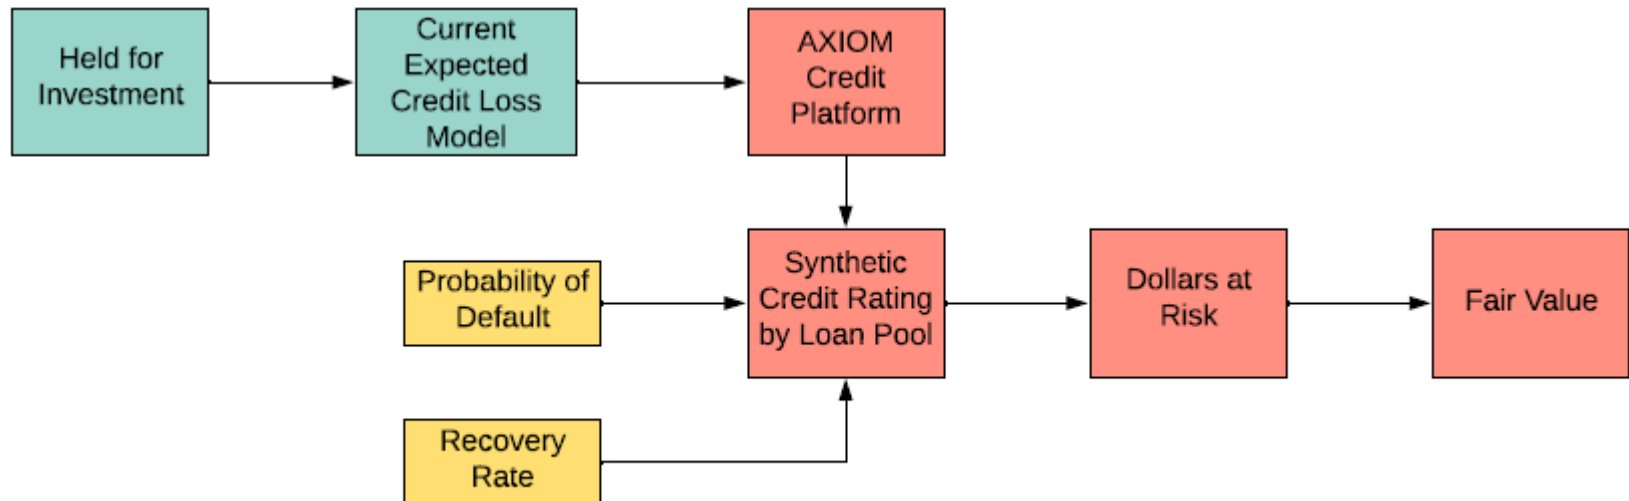 Held for
Investment
Current
Expected
Credit Loss
Model
AXIOM
Credit
Platform
Probability of
Default
Synthetic
Credit Rating
by Loan Pool
Dollars at
Risk
Fair Value
Recovery
Rate